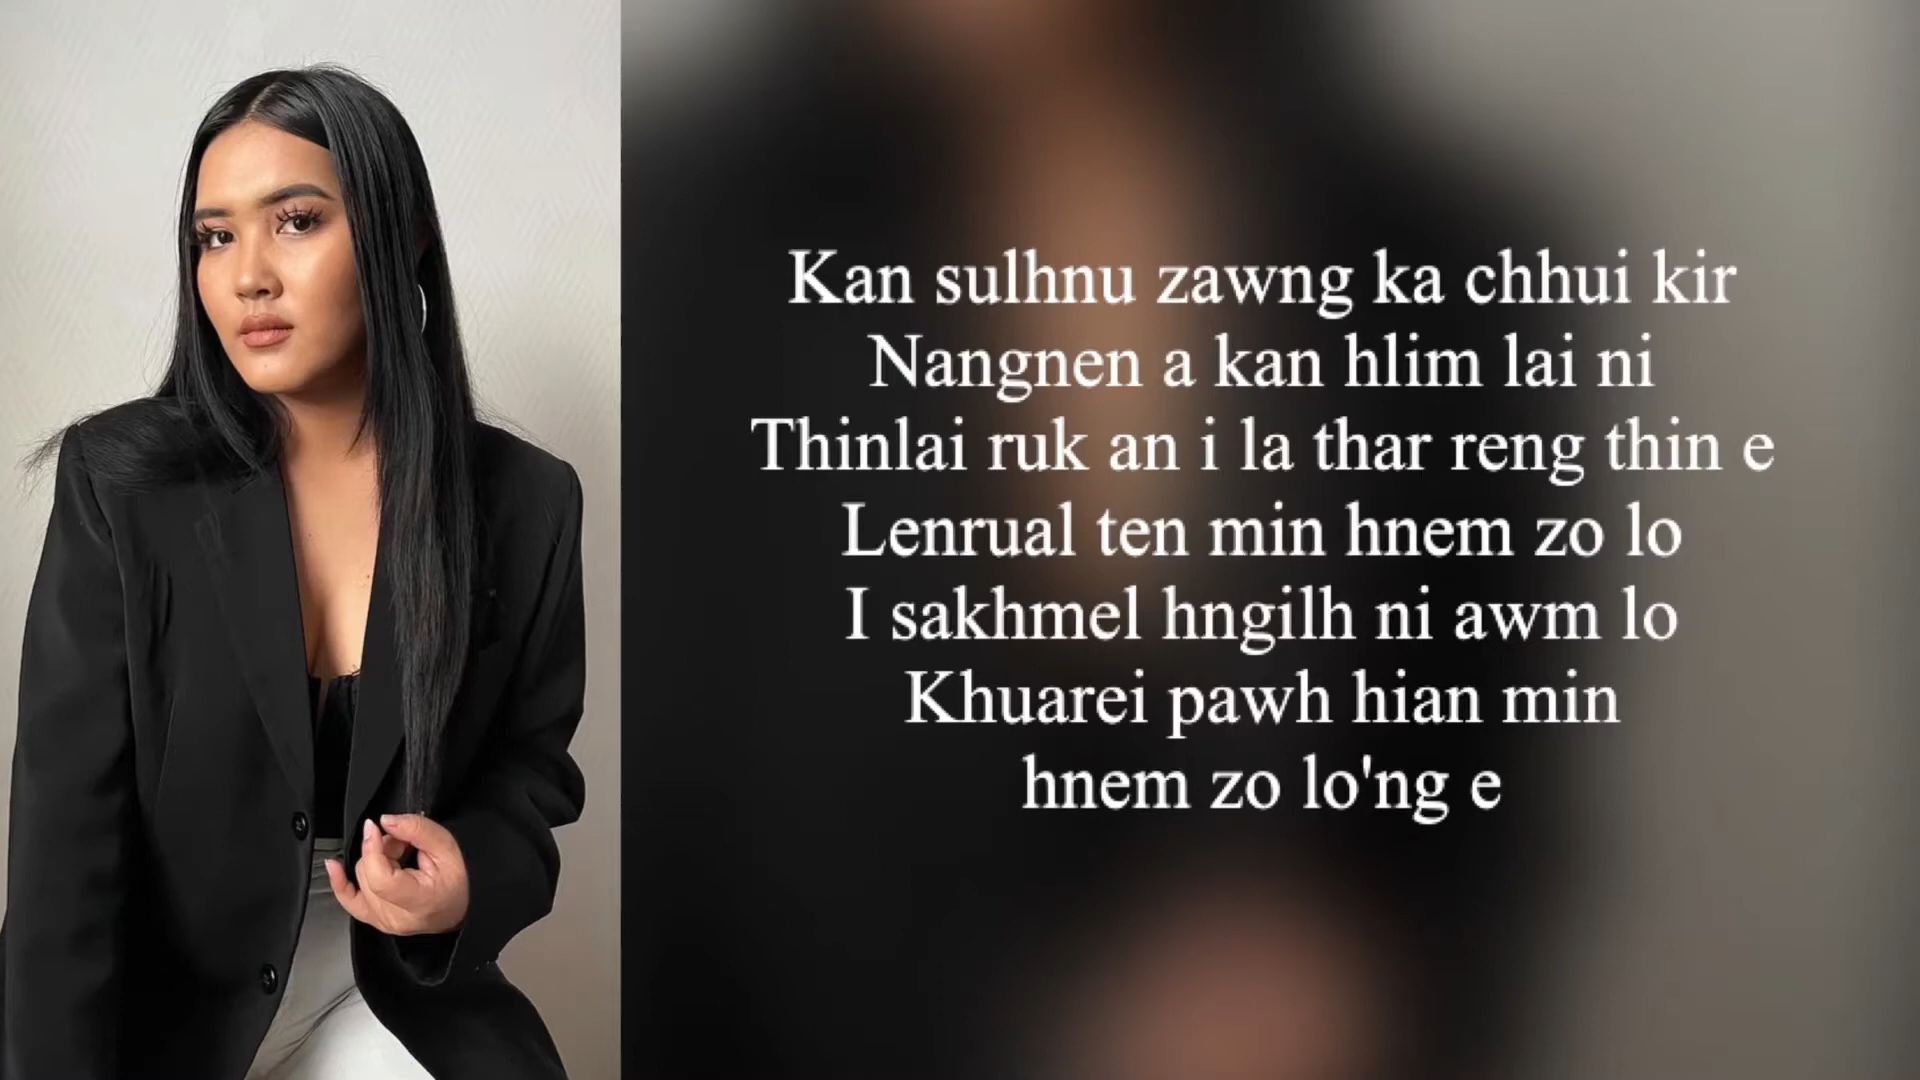 Kan sulhnu zawng ka chhui kir
Nangnen a kan hlim lai ni
Thinlai ruk an i la thar reng thin e
Lenrual ten min hnem zo lo
I sakhmel hngilh ni awm lo
Khuarei pawh hian min
hnem zo lo'ng e